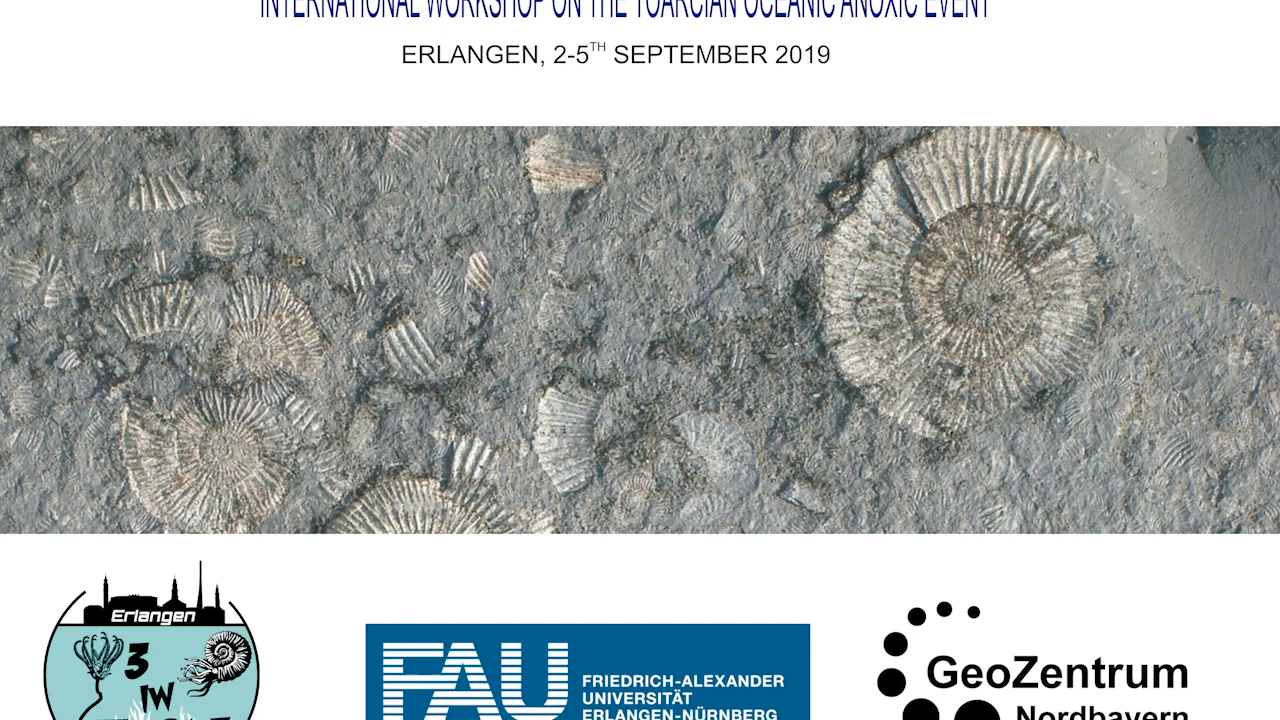 INTERNATIONAL WORKSHOP ON THE TOARCIAN OCEANIC ANOXIC EVENT
ERLANGEN, 2-5TH SEPTEMBER 2019
Erlangen
3
IW
FAU
FRIEDRICH-ALEXANDER
UNIVERSITÄT
ERLANGEN-NÜRNBERG
GeoZentrum
Nordbayern